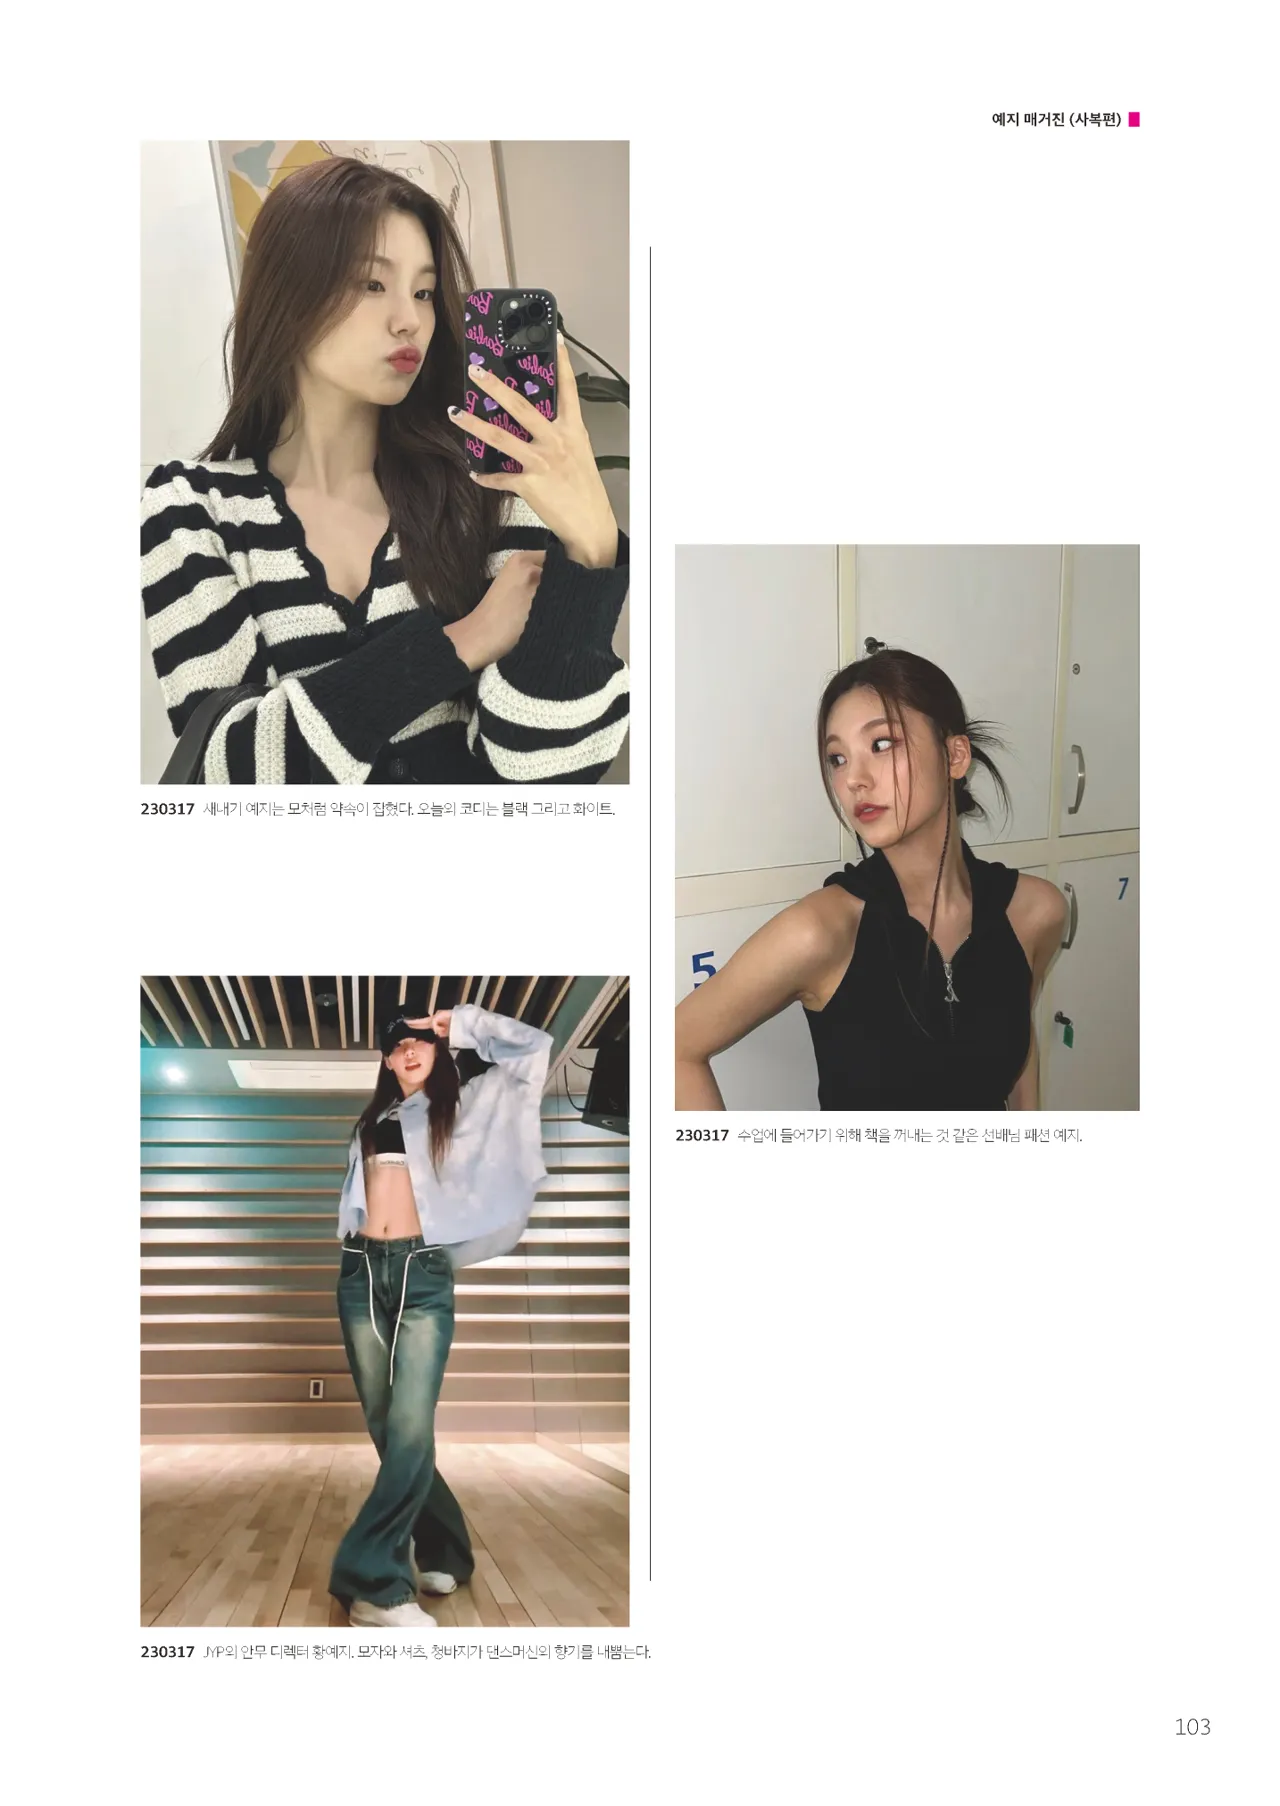 예지 매거진 (사복편)
Barbie
CASETiFY
230317 새내기 예지는 모처럼 약속이 잡혔다. 오늘의 코디는 블랙 그리고 화이트.
5
7
8
230317 수업에 들어가기 위해 책을 꺼내는 것 같은 선배님 패션 예지.
230317 JYP의 안무 디렉터 황예지. 모자와 셔츠, 청바지가 댄스머신의 향기를 내뿜는다.
103